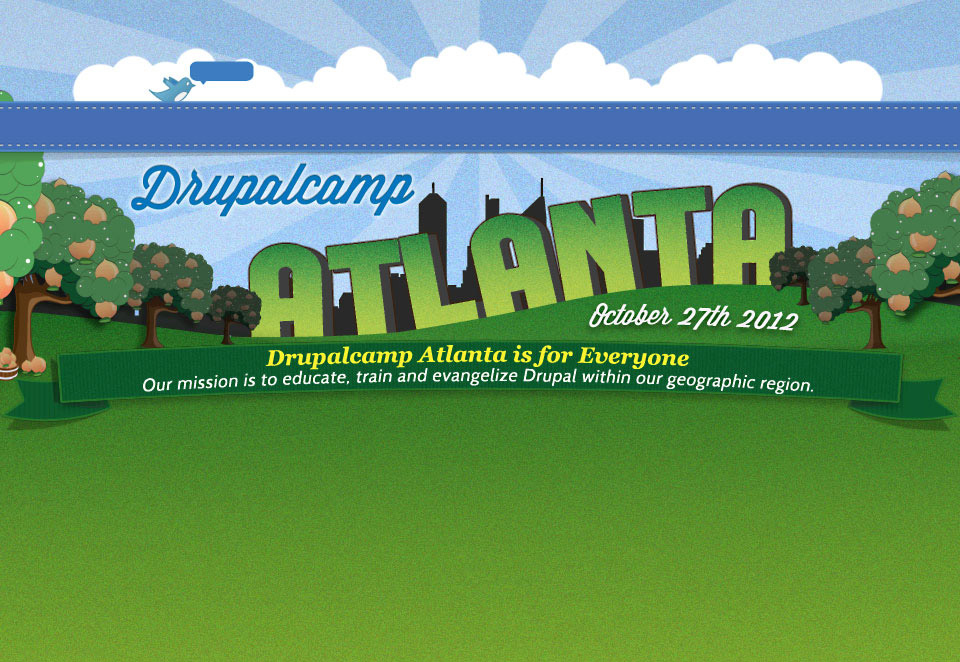 Drupalcamp
ATLANTA
October 27th 2012
Drupalcamp Atlanta is for Everyone
Our mission is to educate, train and evangelize Drupal within our geographic region.